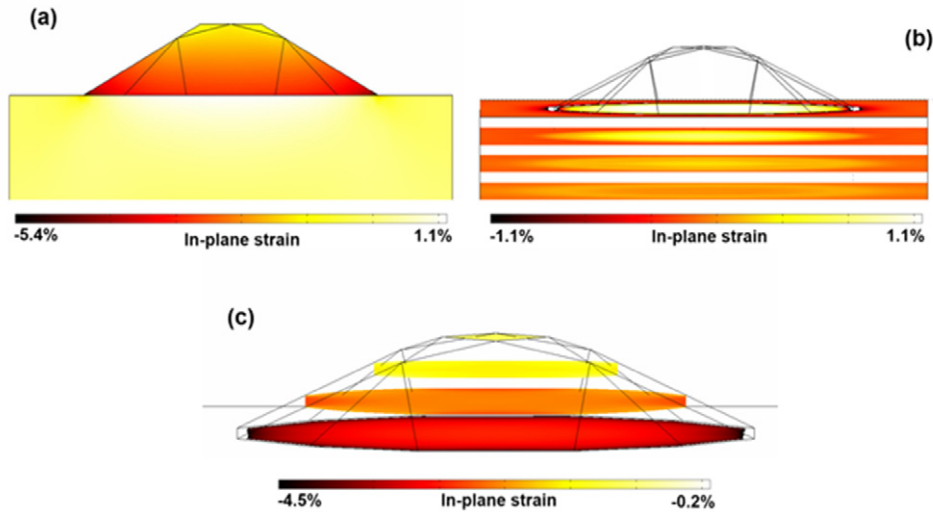 (a)
(b)
-5.4%
In-plane strain
1.1%
-1.1%
In-plane strain
1.1%
(c)
-4.5%
In-plane strain
-0.2%